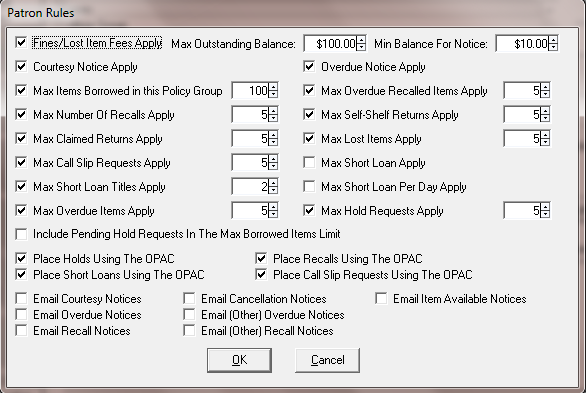 Patron Rules
Fines/Lost Item Fees Apply Max Outstanding Balance: $100.00 Min Balance For Notice: $10.00
Courtesy Notice Apply Overdue Notice Apply
Max Items Borrowed in this Policy Group 100 Max Overdue Recalled Items Apply 5
Max Number Of Recalls Apply 5 Max Self-Shelf Returns Apply 5
Max Claimed Returns Apply 5 Max Lost Items Apply 5
Max Call Slip Requests Apply 5 Max Short Loan Apply
Max Short Loan Titles Apply 2 Max Short Loan Per Day Apply
Max Overdue Items Apply 5 Max Hold Requests Apply 5
Include Pending Hold Requests In The Max Borrowed Items Limit
Place Holds Using The OPAC Place Recalls Using The OPAC
Place Short Loans Using The OPAC Place Call Slip Requests Using The OPAC
Email Courtesy Notices Email Cancellation Notices Email Item Available Notices
Email Overdue Notices Email (Other) Overdue Notices
Email Recall Notices Email (Other) Recall Notices
OK Cancel